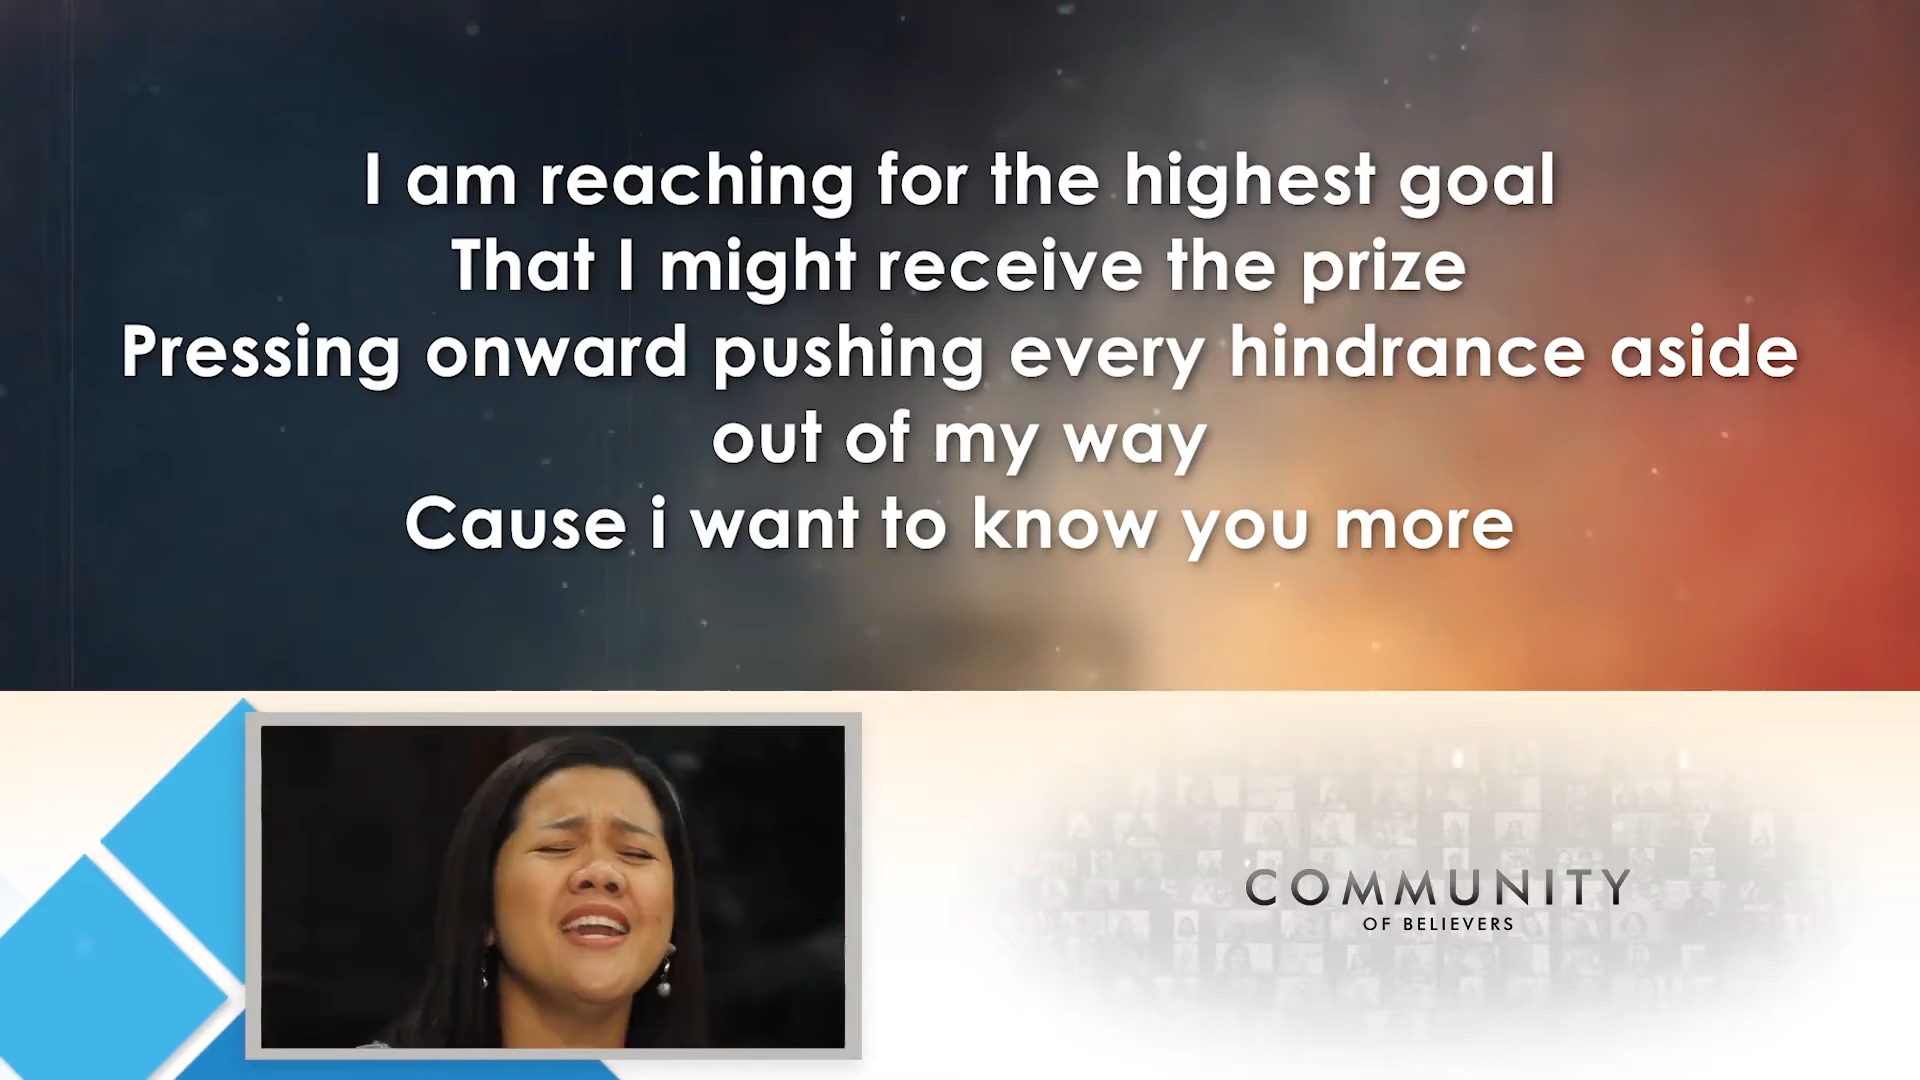 I am reaching for the highest goal
That I might receive the prize
Pressing onward pushing every hindrance aside
out of my way
Cause i want to know you more
COMMUNITY
OF BELIEVERS